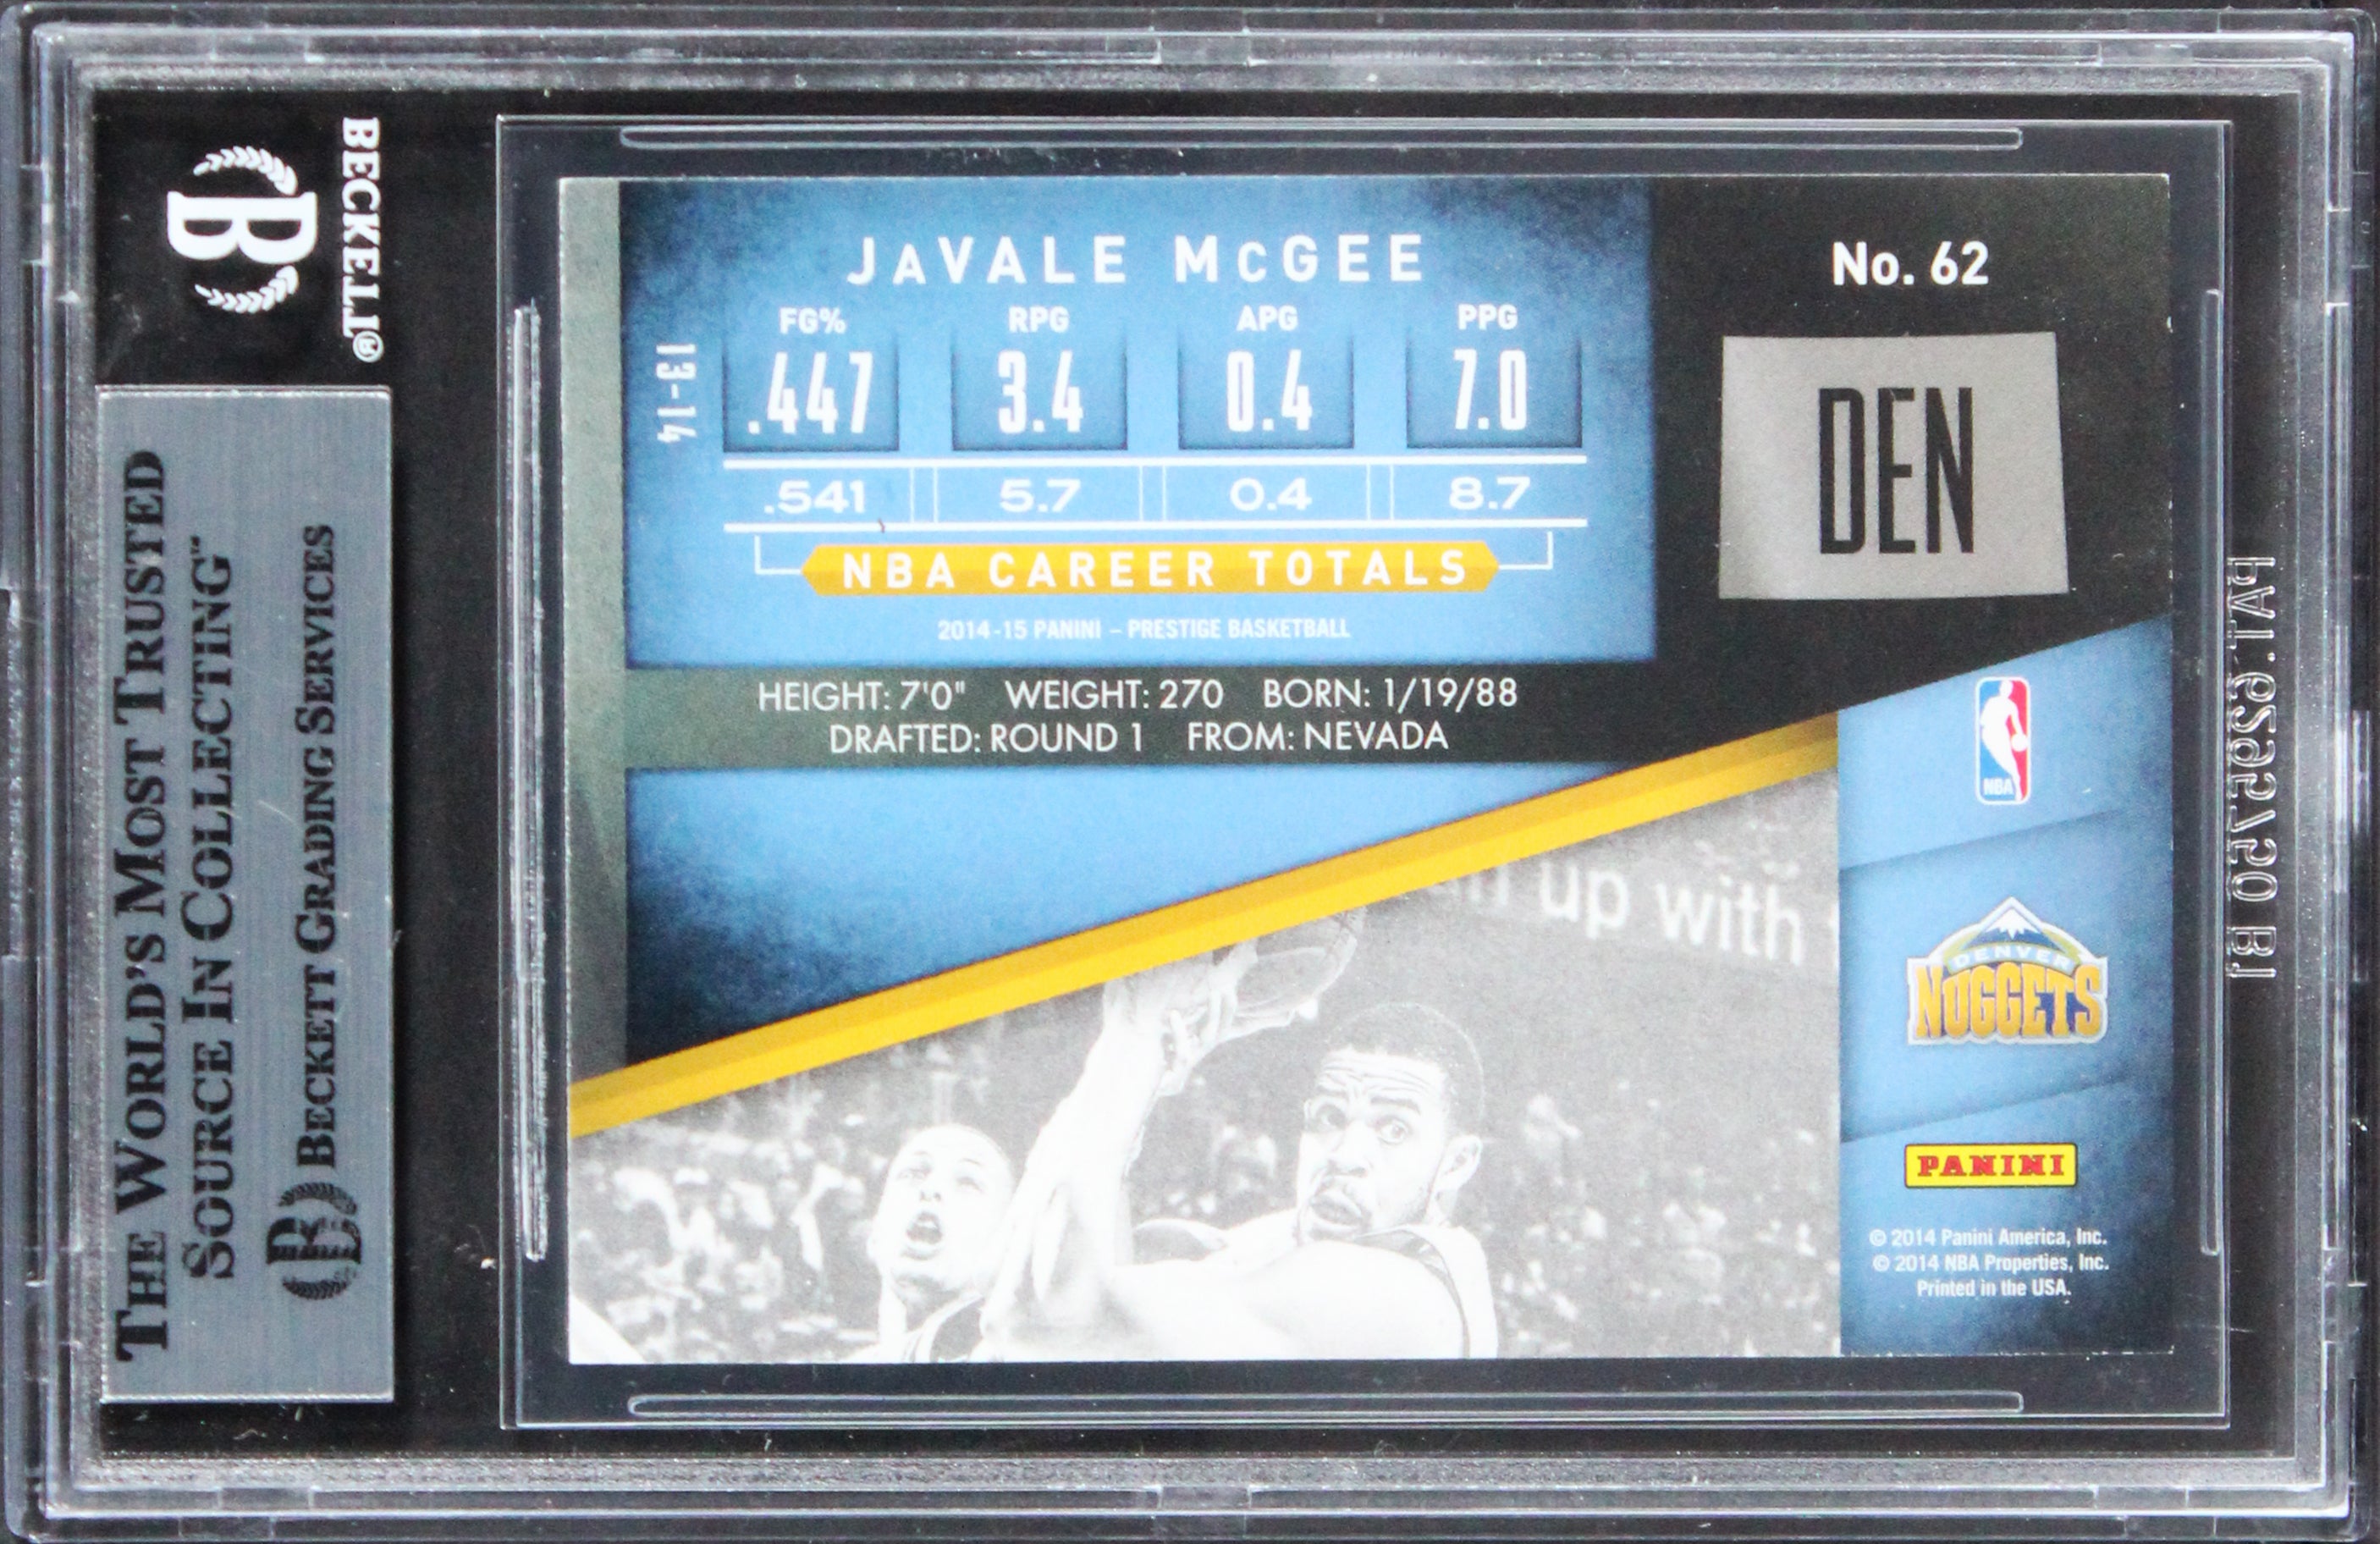 BECKETT®
B
THE WORLD'S MOST TRUSTED
SOURCE IN COLLECTING™
B BECKETT GRADING SERVICES
JAVALE MCGEE
FG% RPG APG PPG
13-14 .447 3.4 0.4 7.0
.541 5.7 0.4 8.7
NBA CAREER TOTALS
2014-15 PANINI – PRESTIGE BASKETBALL
HEIGHT: 7'0" WEIGHT: 270 BORN: 1/19/88
DRAFTED: ROUND 1 FROM: NEVADA
up with
No. 62
DEN
NBA
DENVER
NUGGETS
PANINI
© 2014 Panini America, Inc.
© 2014 NBA Properties, Inc.
Printed in the USA.